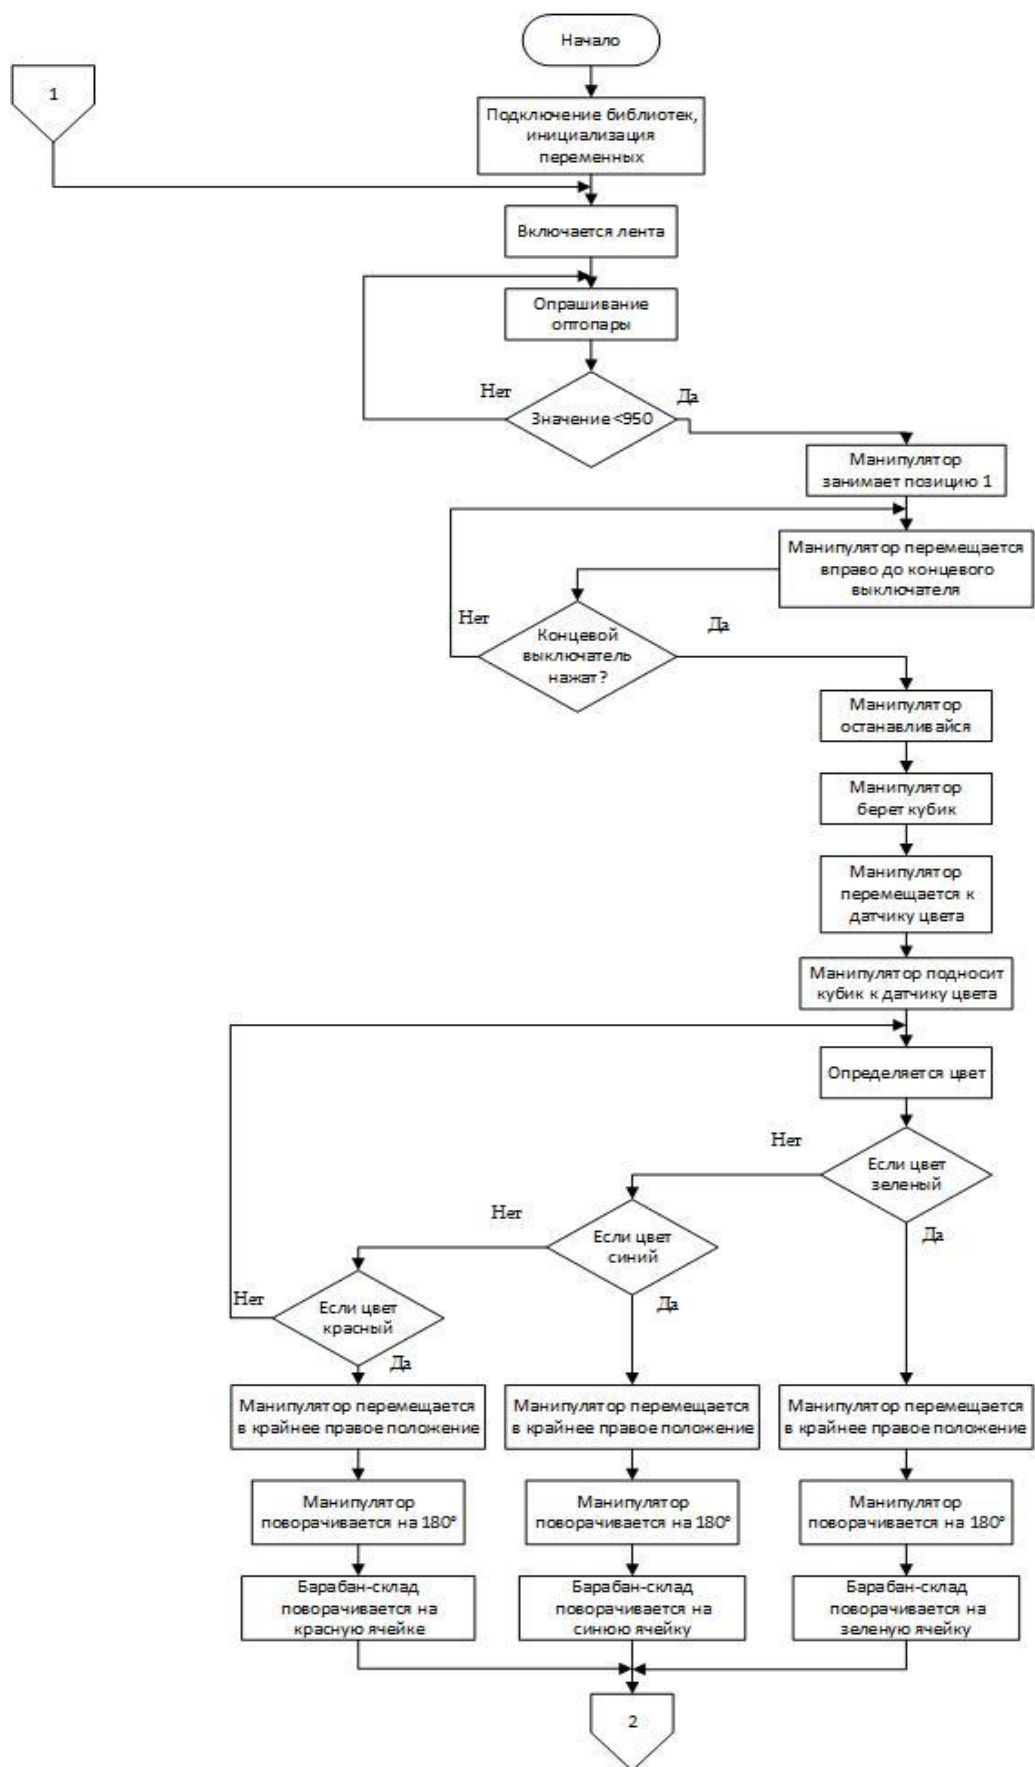 Начало
1
Подключение библиотек,
инициализация
переменных
Включается лента
Опрашивание
оптопары
Нет
Да
Значение <950
Манипулятор
занимает позицию 1
Манипулятор перемещается
вправо до концевого
выключателя
Нет
Да
Концевой
выключатель
нажат?
Манипулятор
останавливайся
Манипулятор
берет кубик
Манипулятор
перемещается к
датчику цвета
Манипулятор подносит
кубик к датчику цвета
Определяется цвет
Нет
Если цвет
зеленый
Да
Нет
Если цвет
синий
Да
Нет
Если цвет
красный
Да
Манипулятор перемещается
в крайнее правое положение
Манипулятор перемещается
в крайнее правое положение
Манипулятор перемещается
в крайнее правое положение
Манипулятор
поворачивается на 180°
Манипулятор
поворачивается на 180°
Манипулятор
поворачивается на 180°
Барабан-склад
поворачивается на
красную ячейке
Барабан-склад
поворачивается на
синюю ячейку
Барабан-склад
поворачивается на
зеленую ячейку
2